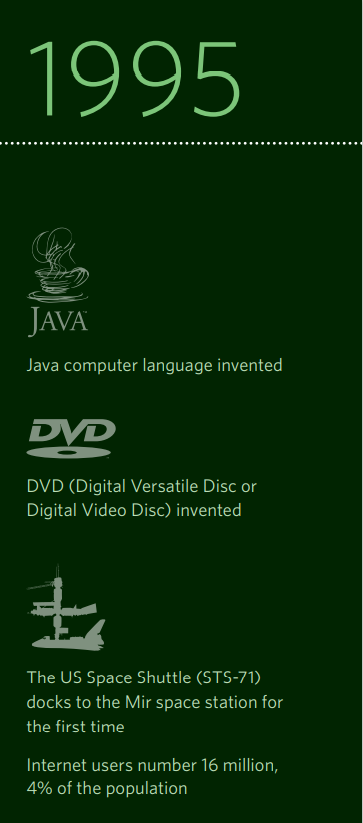 1995
JAVA™
Java computer language invented
DVD
DVD (Digital Versatile Disc or
Digital Video Disc) invented
The US Space Shuttle (STS-71)
docks to the Mir space station for
the first time
Internet users number 16 million,
4% of the population